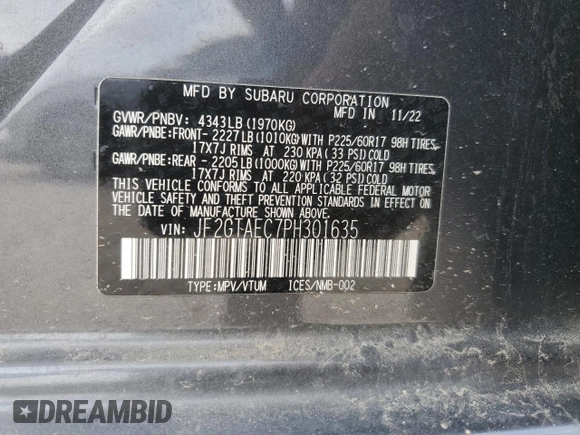 MFD BY SUBARU CORPORATION
GVWR/PNBV: 4343LB(1970KG) MFD IN 11/22
GAWR/PNBE:FRONT- 2227LB(1010KG)WITH P225/60R17 98H TIRES,
17X7J RIMS AT 230 KPA(33 PSI)COLD
GAWR/PNBE:REAR - 2205LB(1000KG)WITH P225/60R17 98H TIRES,
17X7J RIMS AT 220 KPA(32 PSI)COLD
THIS VEHICLE CONFORMS TO ALL APPLICABLE FEDERAL MOTOR
VEHICLE SAFETY, BUMPER, AND THEFT PREVENTION STANDARDS IN EFFECT ON
THE DATE OF MANUFACTURE SHOWN ABOVE.
VIN: JF2GTAEC7PH301635
TYPE:MPV/VTUM ICES/NMB-002
DREAMBID